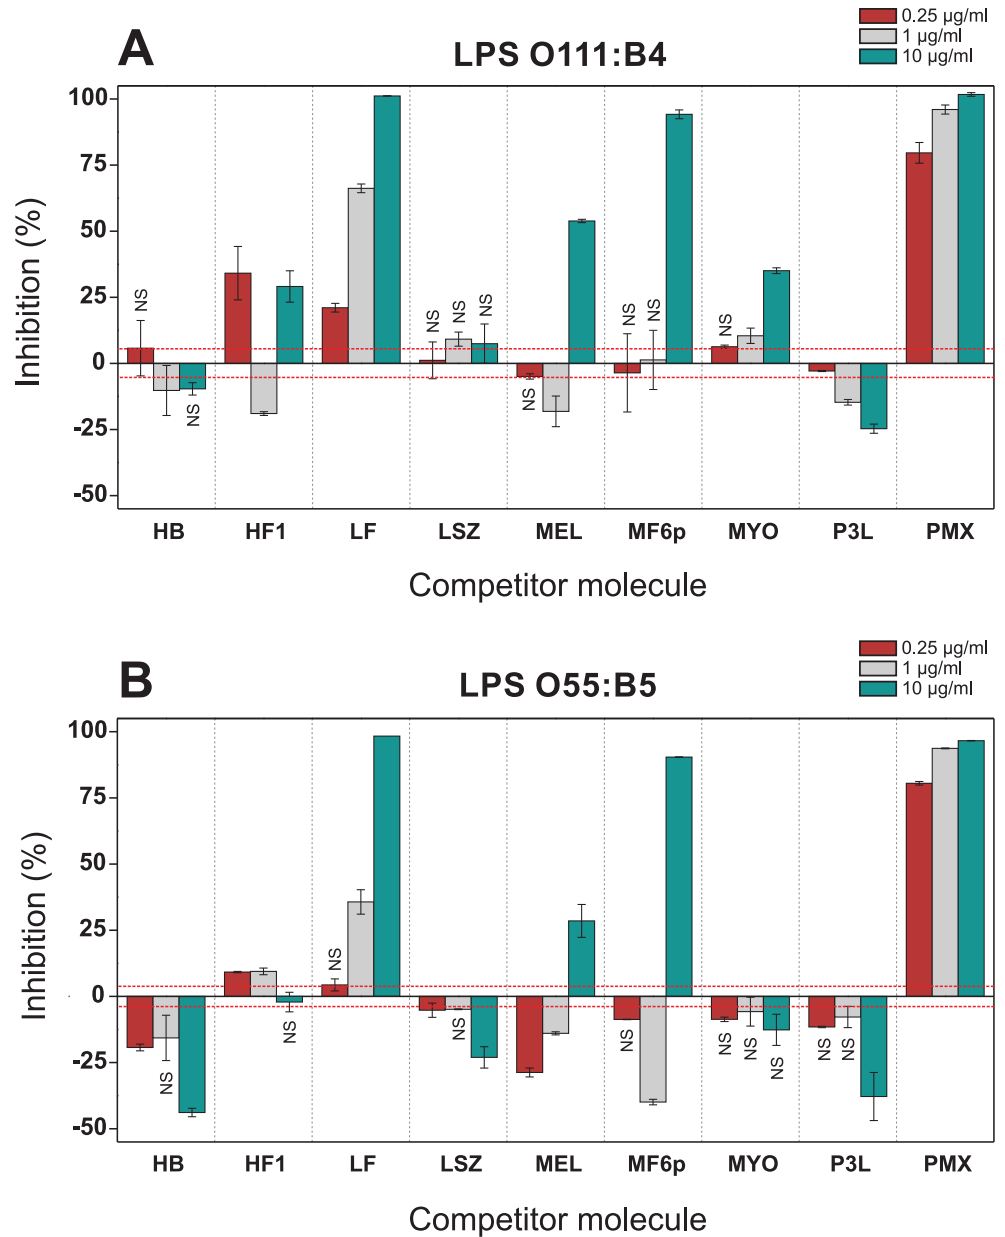 A
LPS O111:B4
0.25 µg/ml
1 µg/ml
10 µg/ml
Inhibition (%)
100
75
50
25
0
-25
-50
NS
NS
NS
NS
NS
NS
NS
NS
NS
HB HF1 LF LSZ MEL MF6p MYO P3L PMX
Competitor molecule
B
LPS O55:B5
0.25 µg/ml
1 µg/ml
10 µg/ml
Inhibition (%)
100
75
50
25
0
-25
-50
NS
NS
NS
NS
NS
NS
NS
NS
NS
NS
HB HF1 LF LSZ MEL MF6p MYO P3L PMX
Competitor molecule